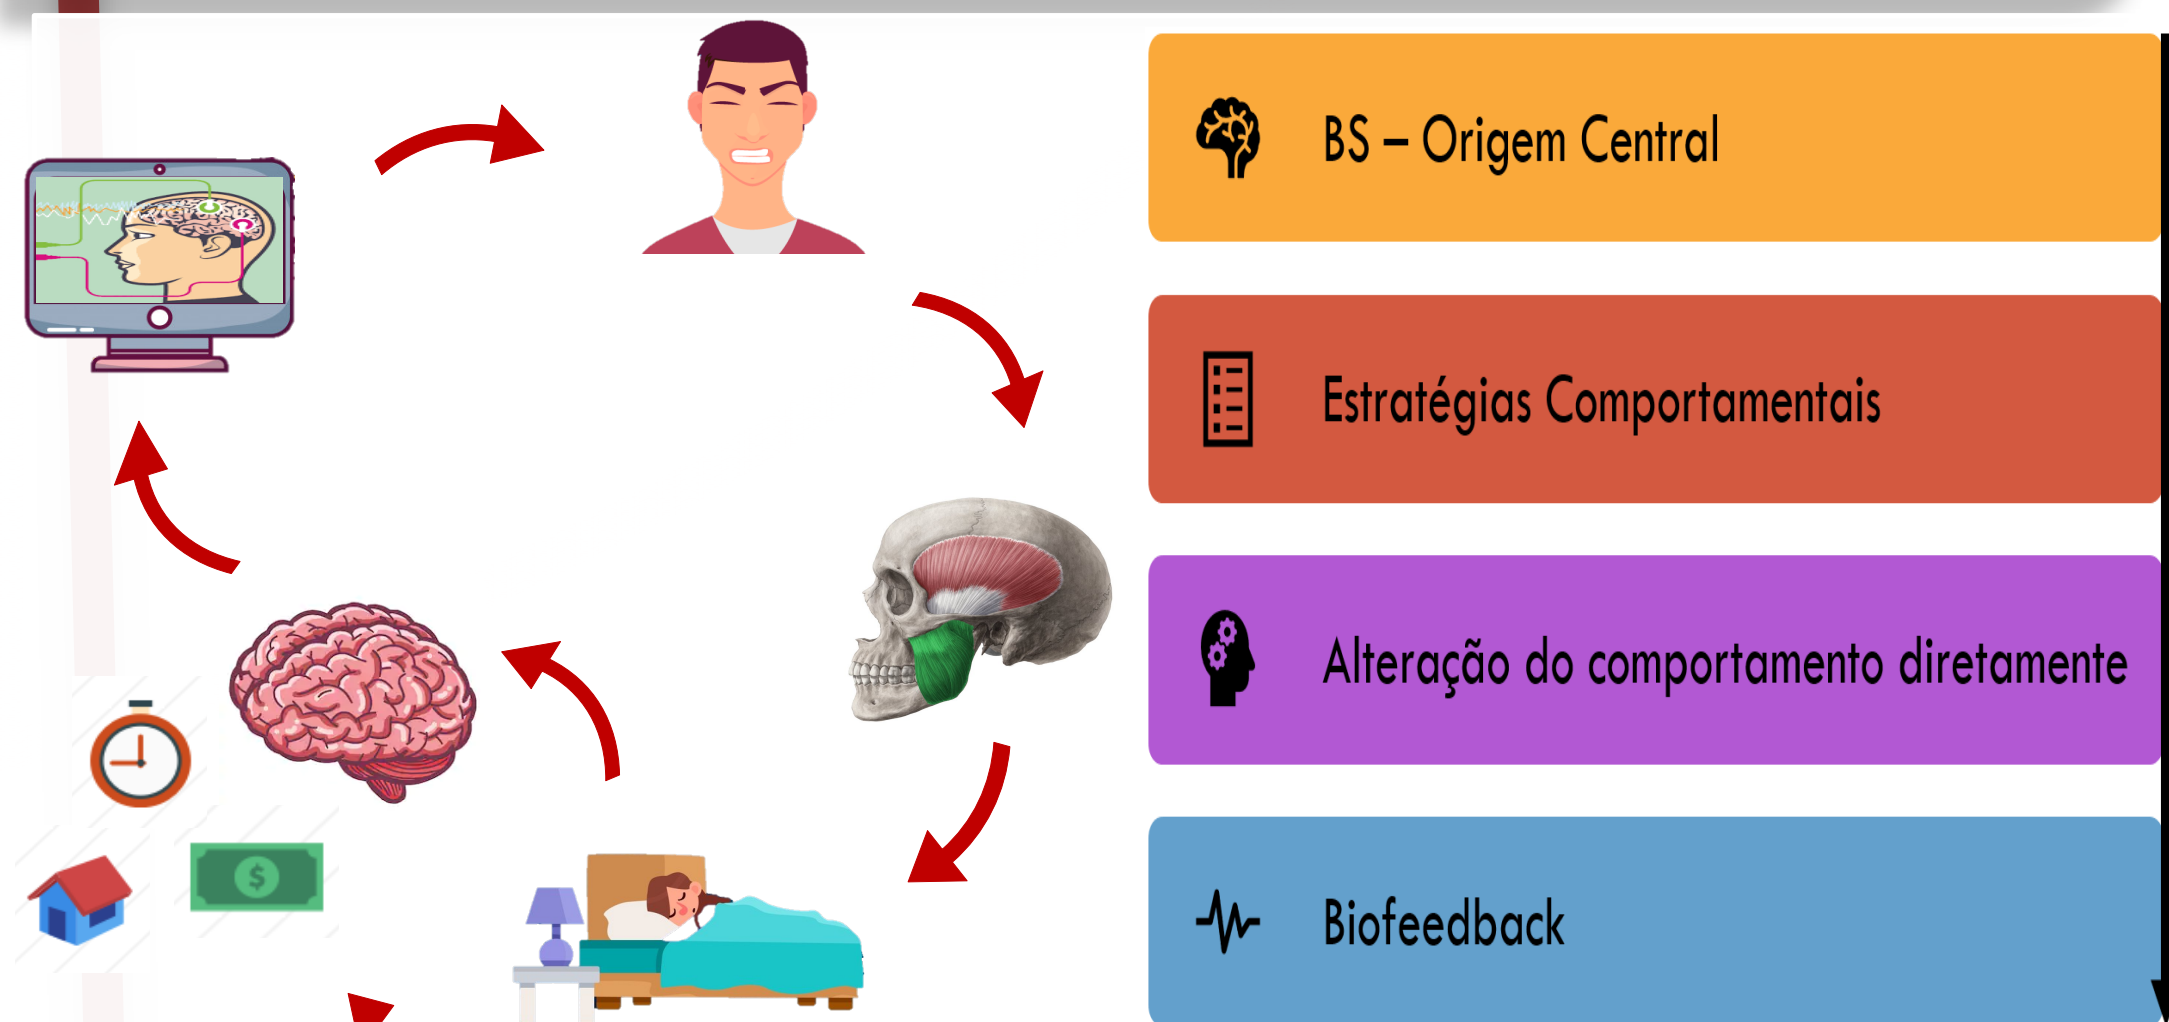 BS – Origem Central
Estratégias Comportamentais
Alteração do comportamento diretamente
Biofeedback
$